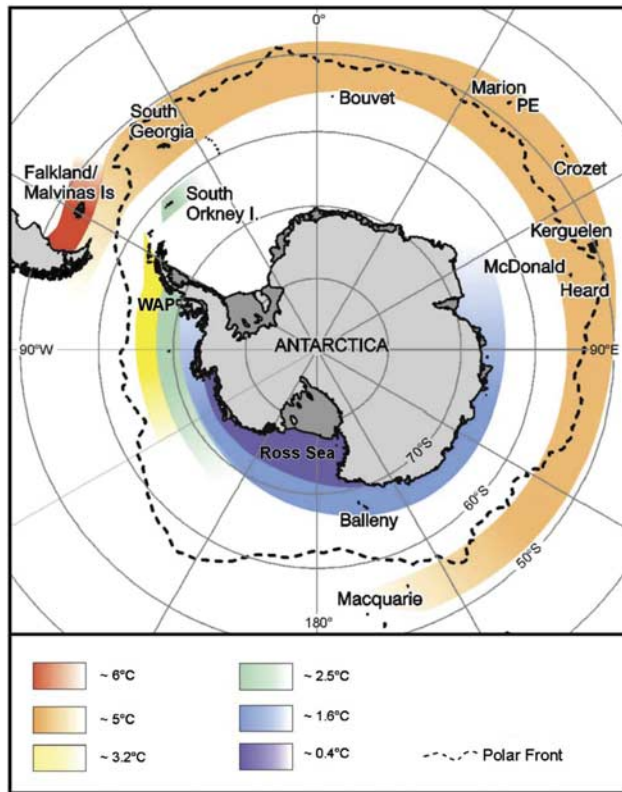 0°
Marion
PE
Bouvet
South
Georgia
Crozet
Falkland/
Malvinas Is
South
Orkney I.
Kerguelen
McDonald
Heard
WAP
90°W
ANTARCTICA
90°E
Ross Sea
70°S
60°S
50°S
Balleny
Macquarie
180°
~ 6°C
~ 2.5°C
~ 5°C
~ 1.6°C
~ 3.2°C
~ 0.4°C
Polar Front